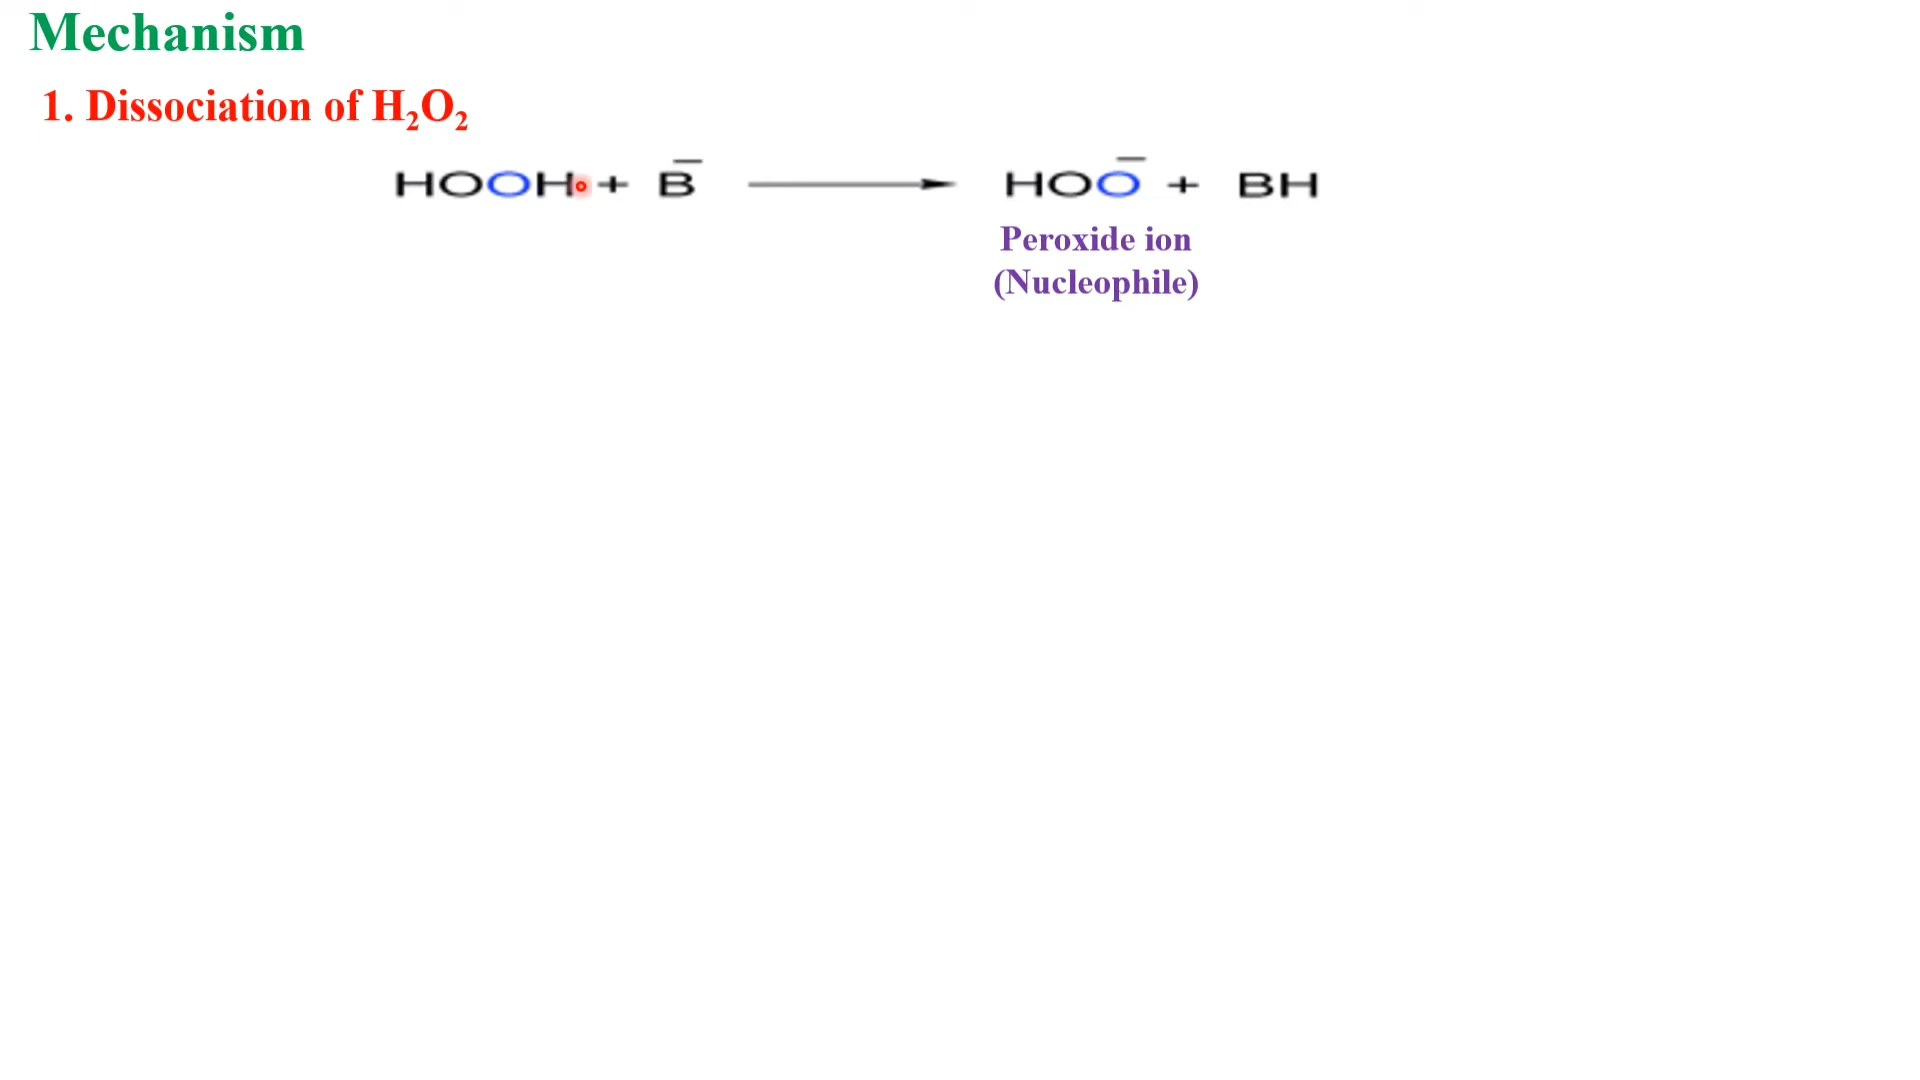 Mechanism
1. Dissociation of H₂O₂
HOOH + B⁻ ⟶ HOO⁻ + BH
Peroxide ion
(Nucleophile)